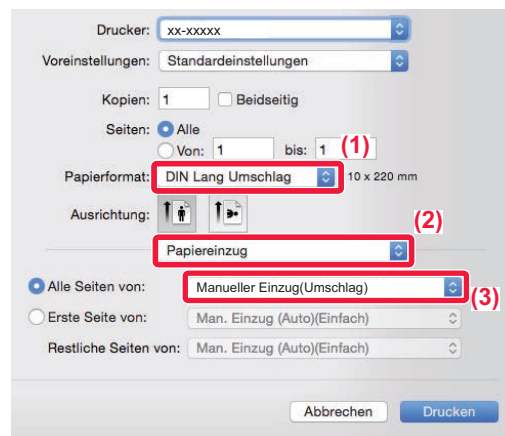 Drucker: xx-xxxxx
Voreinstellungen: Standardeinstellungen
Kopien: 1 Beidseitig
Seiten: Alle
Von: 1 bis: 1 (1)
Papierformat: DIN Lang Umschlag 10 x 220 mm
Ausrichtung:
(2)
Papiereinzug
Alle Seiten von: Manueller Einzug(Umschlag) (3)
Erste Seite von: Man. Einzug (Auto)(Einfach)
Restliche Seiten von: Man. Einzug (Auto)(Einfach)
Abbrechen Drucken